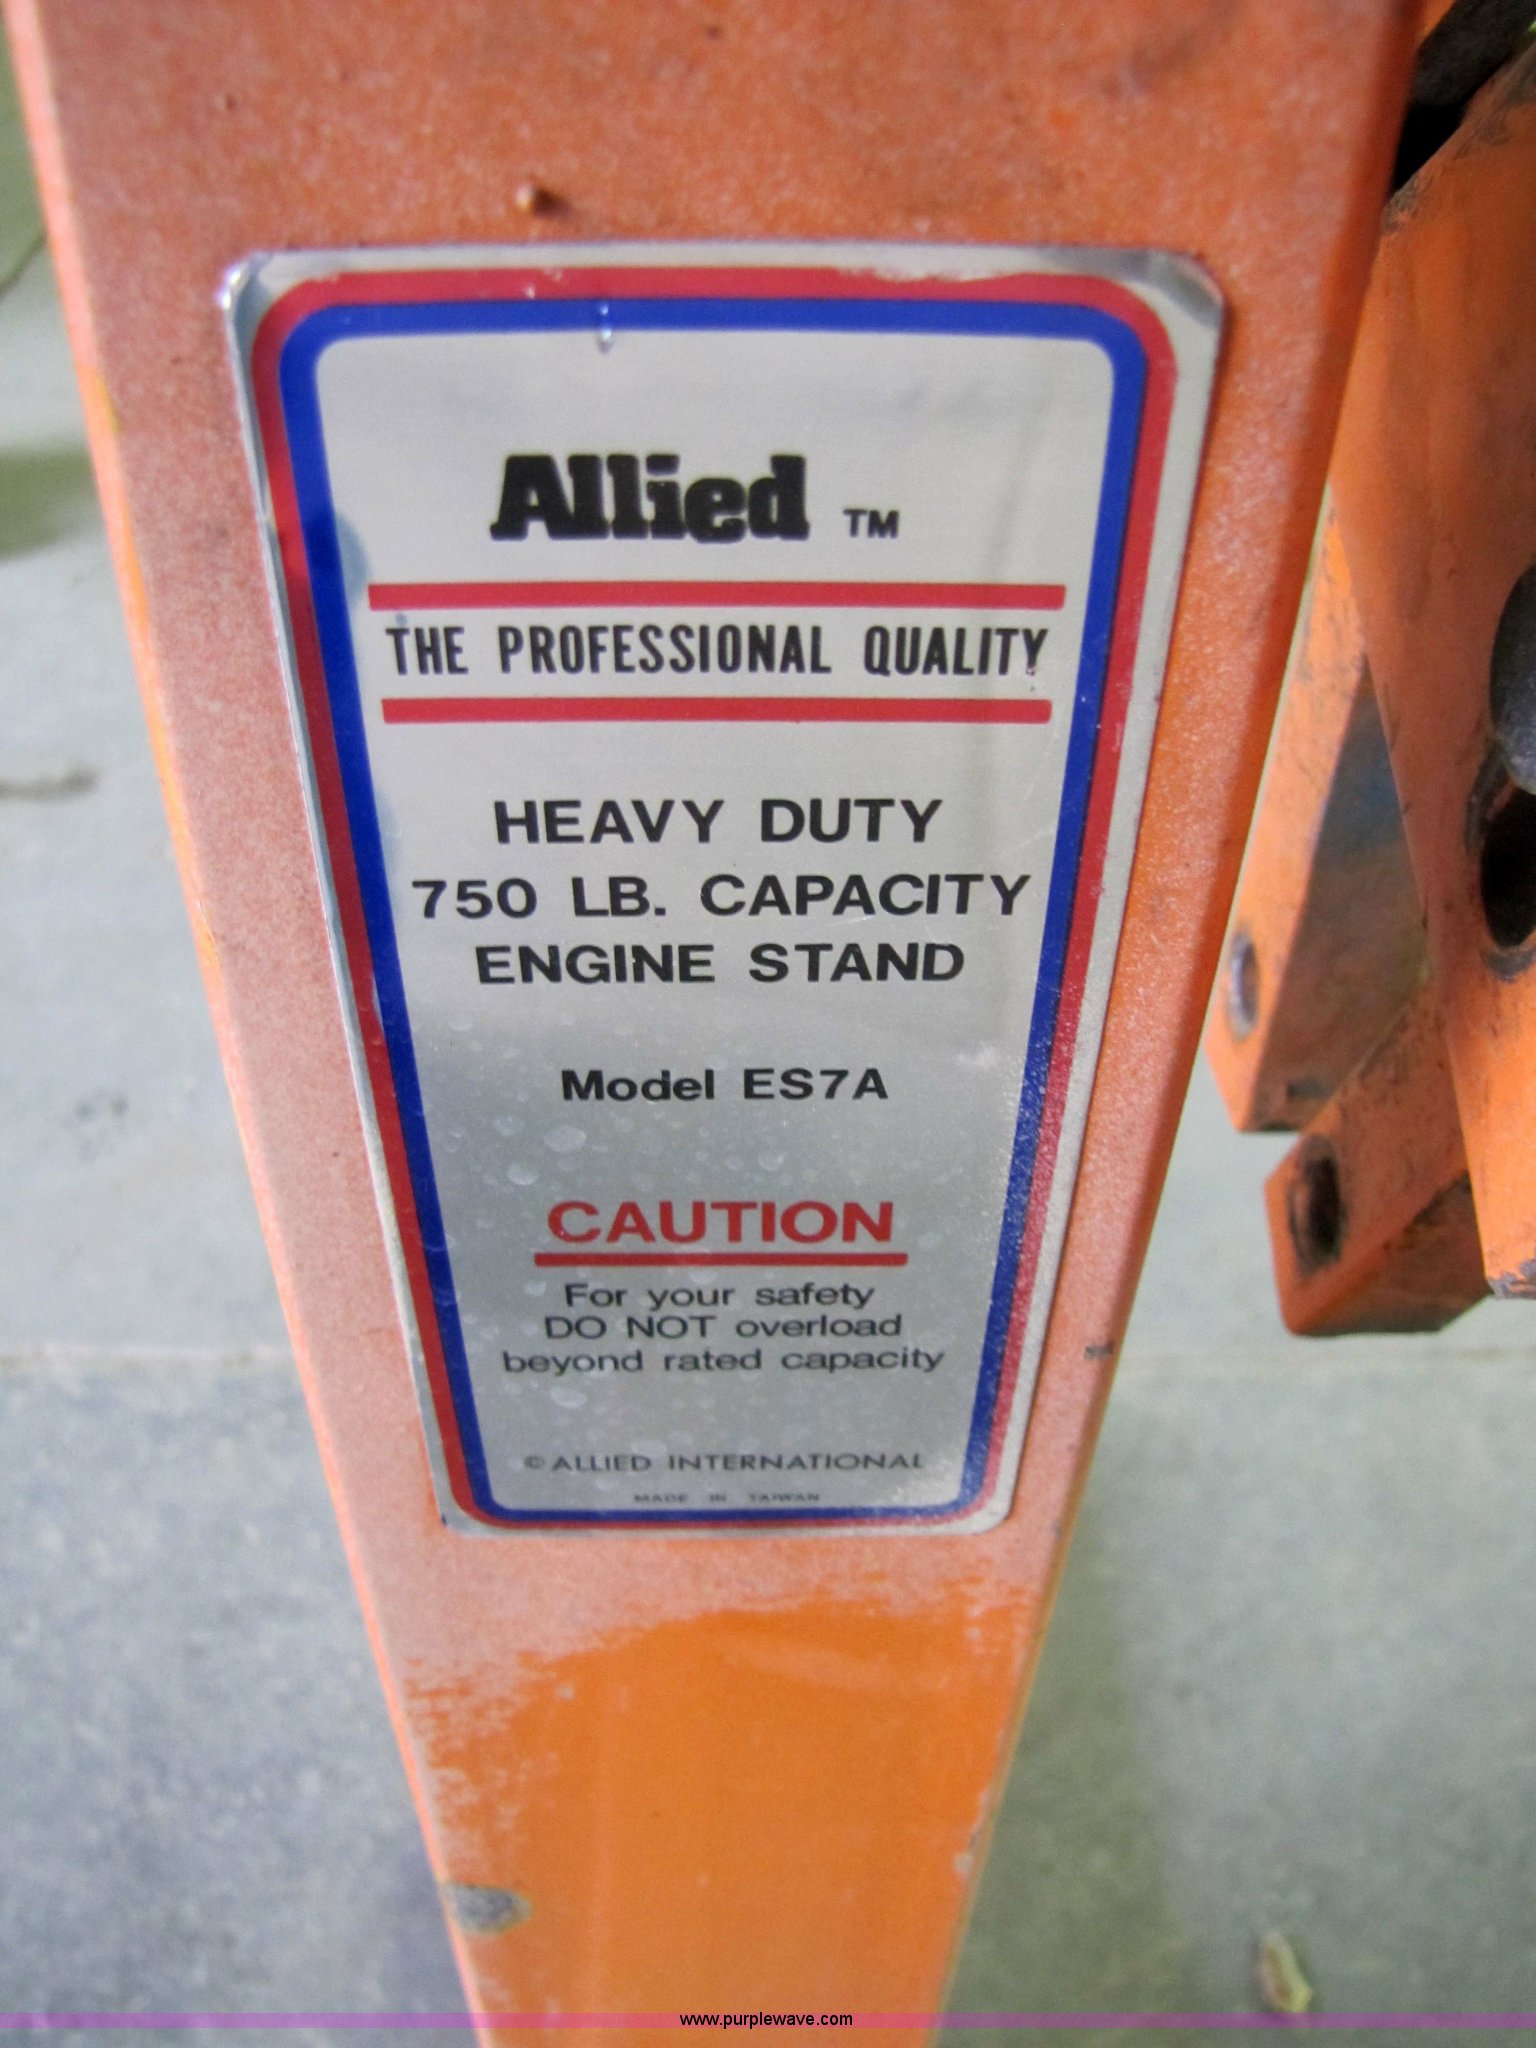 Allied TM
THE PROFESSIONAL QUALITY
HEAVY DUTY
750 LB. CAPACITY
ENGINE STAND
Model ES7A
CAUTION
For your safety
DO NOT overload
beyond rated capacity
© ALLIED INTERNATIONAL
MADE IN TAIWAN
www.purplewave.com